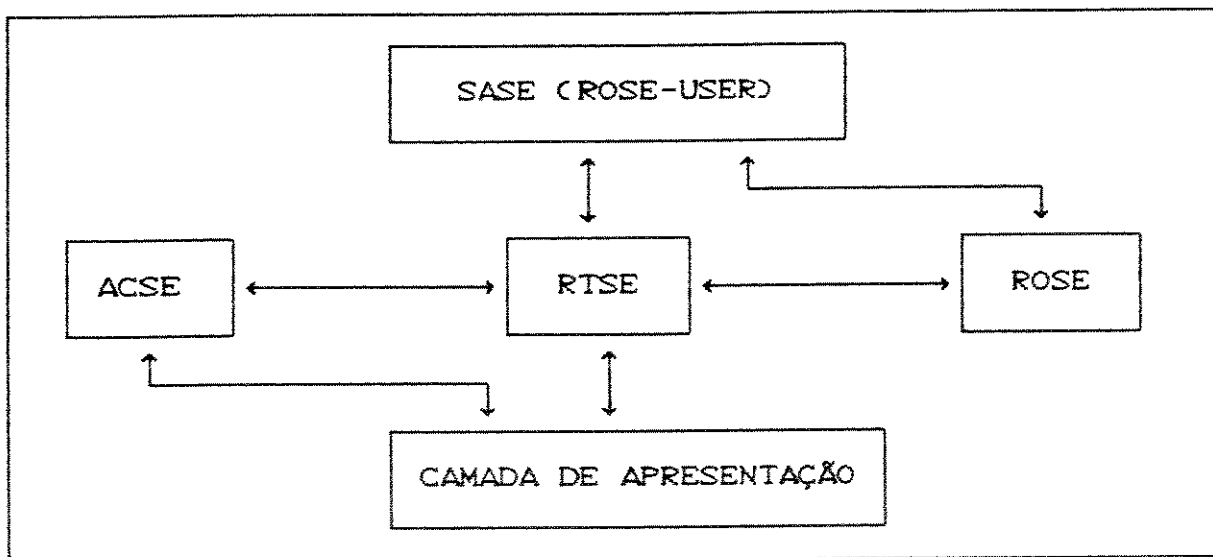 SASE (ROSE-USER)
ACSE
RTSE
ROSE
CAMADA DE APRESENTAÇÃO